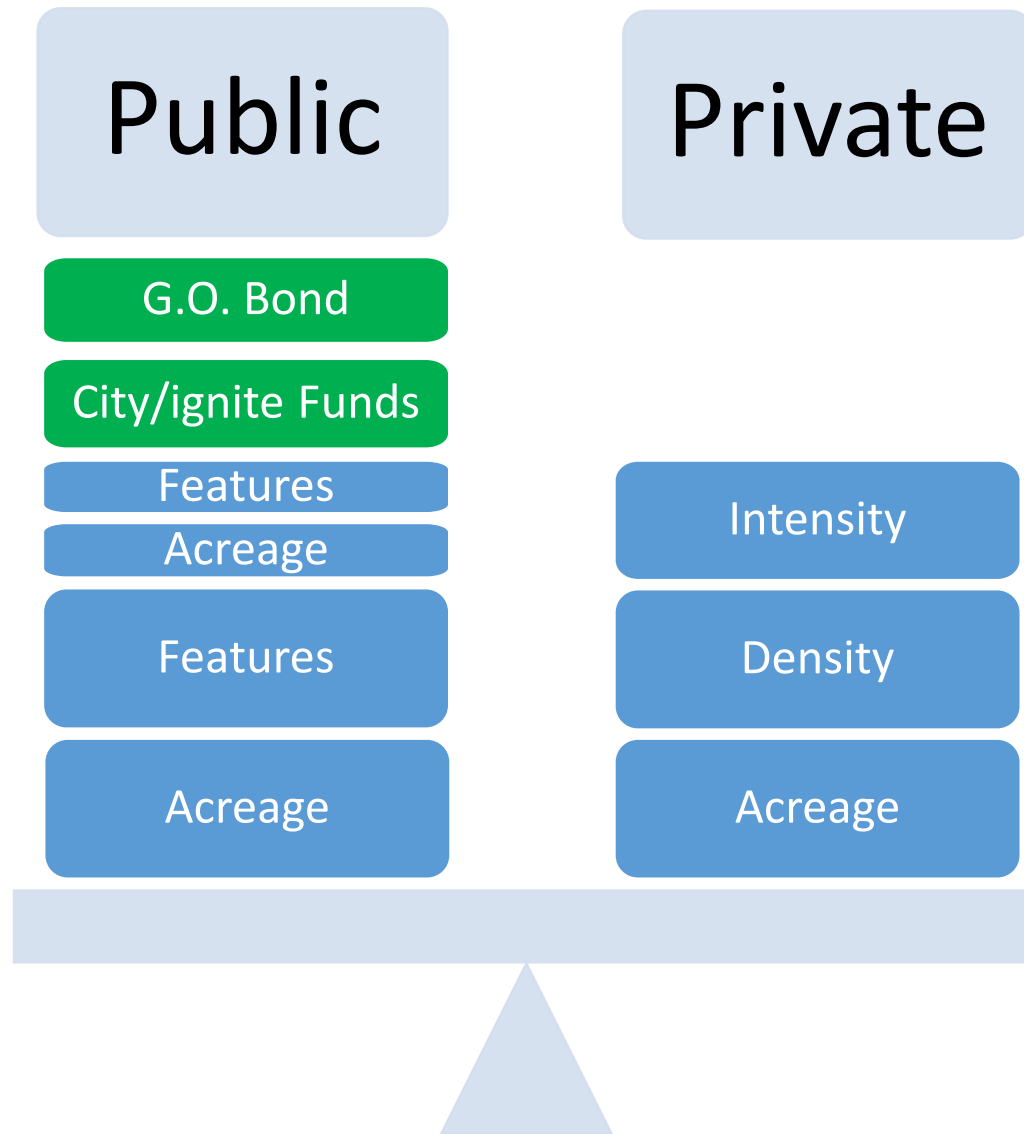 Public
Private
G.O. Bond
City/ignite Funds
Features
Acreage
Features
Acreage
Intensity
Density
Acreage